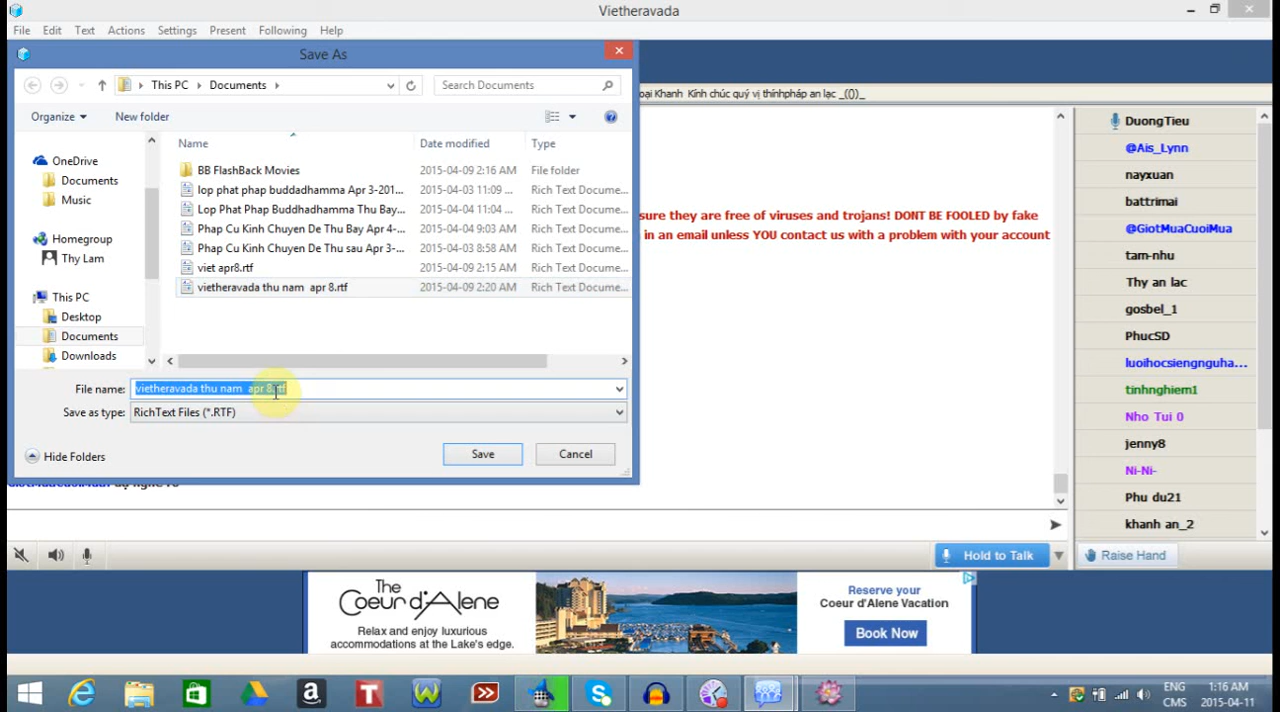 Vietheravada
File Edit Text Actions Settings Present Following Help
Save As
This PC Documents
Search Documents
oại Khanh Kính chúc quý vị thínhpháp an lạc _(())_
Organize New folder
Name Date modified Type
OneDrive
Documents
Music
Homegroup
Thy Lam
This PC
Desktop
Documents
Downloads
BB FlashBack Movies 2015-04-09 2:16 AM File folder
lop phat phap buddadhamma Apr 3-201... 2015-04-03 11:09 ... Rich Text Docume...
Lop Phat Phap Buddhadhamma Thu Bay... 2015-04-04 11:04 ... Rich Text Docume...
Phap Cu Kinh Chuyen De Thu Bay Apr 4-... 2015-04-04 9:03 AM Rich Text Docume...
Phap Cu Kinh Chuyen De Thu sau Apr 3-... 2015-04-03 8:58 AM Rich Text Docume...
viet apr8.rtf 2015-04-09 2:15 AM Rich Text Docume...
vietheravada thu nam  apr 8.rtf 2015-04-09 2:20 AM Rich Text Docume...
File name: vietheravada thu nam  apr 8.rtf
Save as type: RichText Files (*.RTF)
Hide Folders
Save
Cancel
sure they are free of viruses and trojans! DONT BE FOOLED by fake
in an email unless YOU contact us with a problem with your account
DuongTieu
@Ais_Lynn
nayxuan
battrimai
@GiotMuaCuoiMua
tam-nhu
Thy an lac
gosbel_1
PhucSD
luoihocsiengnguha...
tinhnghiem1
Nho Tui 0
jenny8
Ni-Ni-
Phu du21
khanh an_2
Hold to Talk
Raise Hand
The
Coeur d'Alene
Relax and enjoy luxurious
accommodations at the Lake's edge.
Reserve your
Coeur d'Alene Vacation
Book Now
ENG
CMS
1:16 AM
2015-04-11